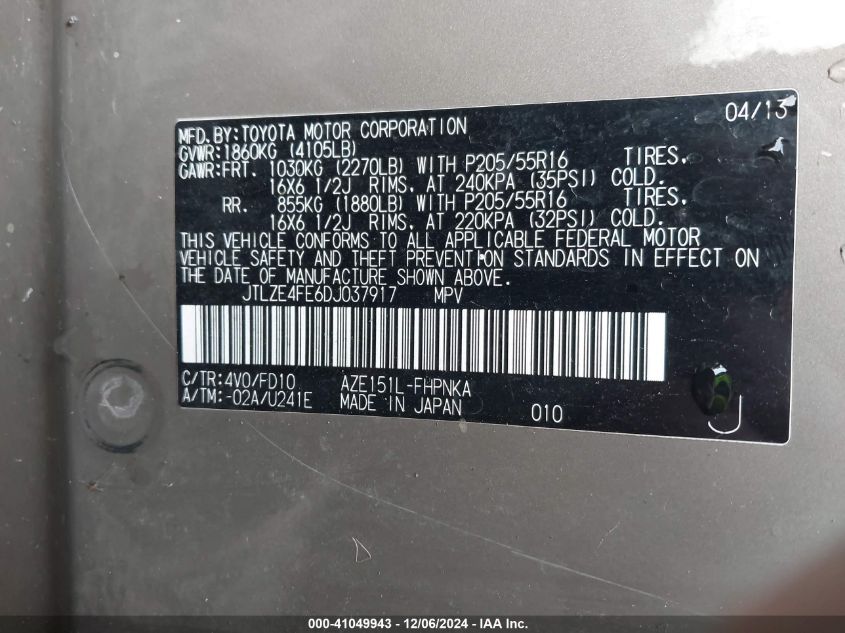 04/13
MFD.BY:TOYOTA MOTOR CORPORATION
GVWR:1860KG (4105LB)
GAWR:FRT. 1030KG (2270LB) WITH P205/55R16 TIRES.
16X6 1/2J RIMS. AT 240KPA (35PSI) COLD.
RR. 855KG (1880LB) WITH P205/55R16 TIRES.
16X6 1/2J RIMS. AT 220KPA (32PSI) COLD.
THIS VEHICLE CONFORMS TO ALL APPLICABLE FEDERAL MOTOR
VEHICLE SAFETY AND THEFT PREVENTION STANDARDS IN EFFECT ON
THE DATE OF MANUFACTURE SHOWN ABOVE.
JTLZE4FE6DJ037917 MPV
C/TR:4V0/FD10 AZE151L-FHPNKA
A/TM:-02A/U241E MADE IN JAPAN 010
J
000-41049943 - 12/06/2024 - IAA Inc.